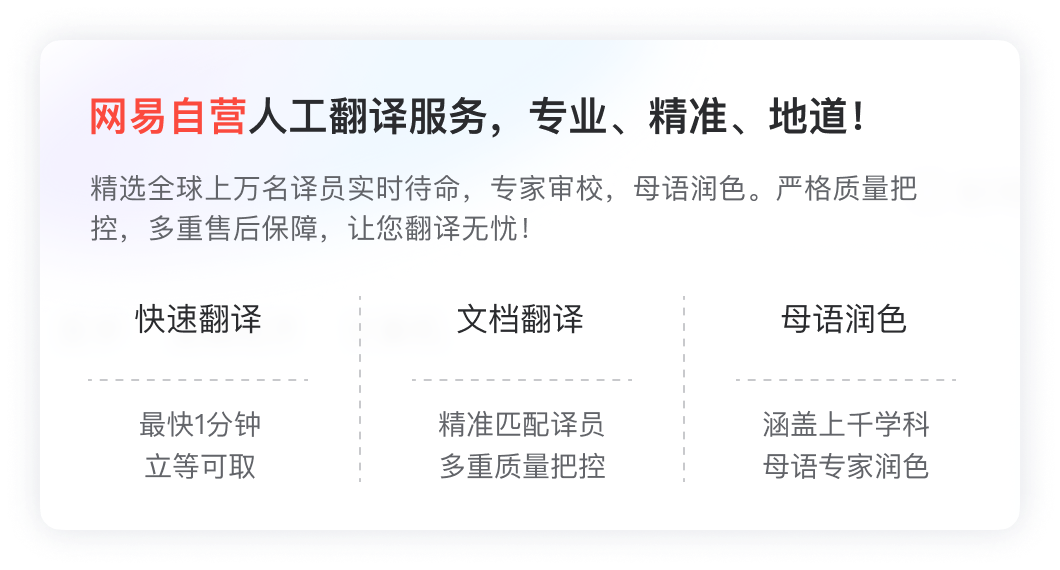 网易自营人工翻译服务，专业、精准、地道！
精选全球上万名译员实时待命，专家审校，母语润色。严格质量把
控，多重售后保障，让您翻译无忧！
快速翻译
最快1分钟
立等可取
文档翻译
精准匹配译员
多重质量把控
母语润色
涵盖上千学科
母语专家润色